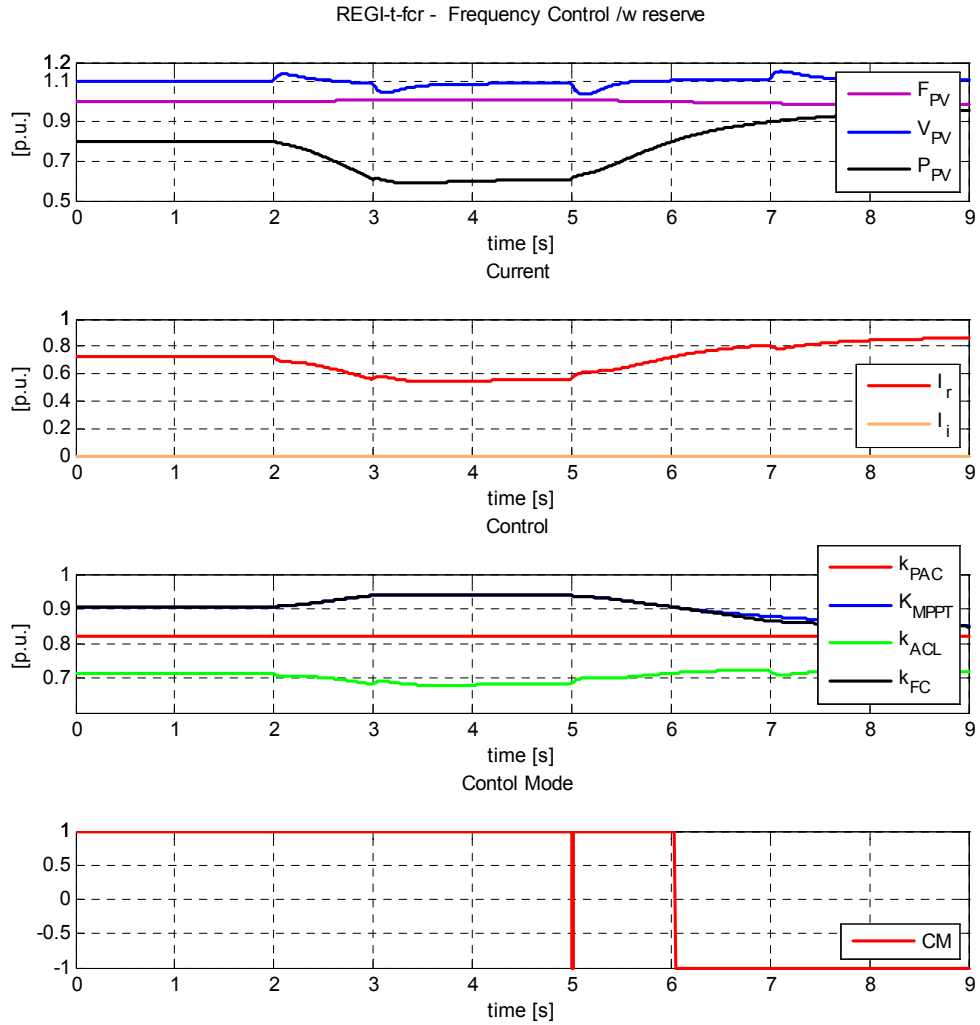 REGI-t-fcr - Frequency Control /w reserve
1.2
1.1
0.9
0.7
0.5
[p.u.]
F_PV
V_PV
P_PV
0 1 2 3 4 5 6 7 8 9
time [s]
Current
1
0.8
0.6
0.4
0.2
0
[p.u.]
I_r
I_i
0 1 2 3 4 5 6 7 8 9
time [s]
Control
1
0.9
0.8
0.7
[p.u.]
k_PAC
K_MPPT
k_ACL
k_FC
0 1 2 3 4 5 6 7 8 9
time [s]
Contol Mode
1
0.5
0
-0.5
-1
CM
0 1 2 3 4 5 6 7 8 9
time [s]